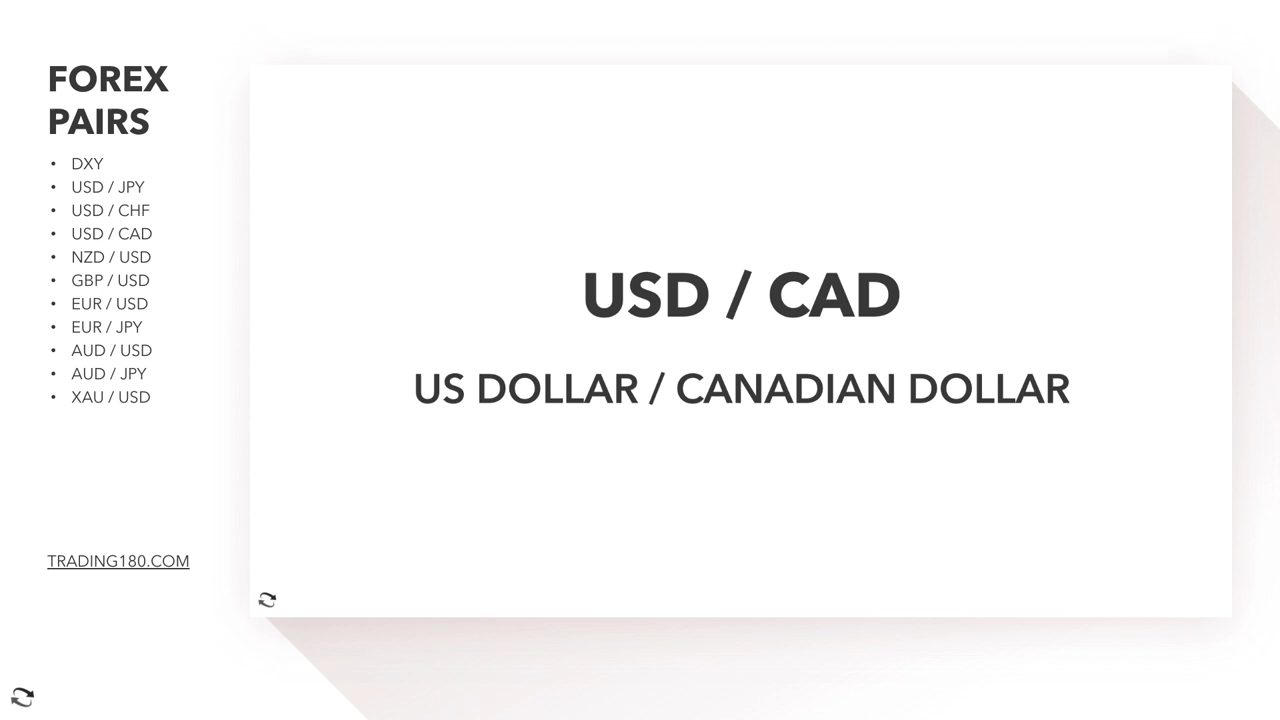 FOREX
PAIRS
• DXY
• USD / JPY
• USD / CHF
• USD / CAD
• NZD / USD
• GBP / USD
• EUR / USD
• EUR / JPY
• AUD / USD
• AUD / JPY
• XAU / USD
TRADING180.COM
USD / CAD
US DOLLAR / CANADIAN DOLLAR